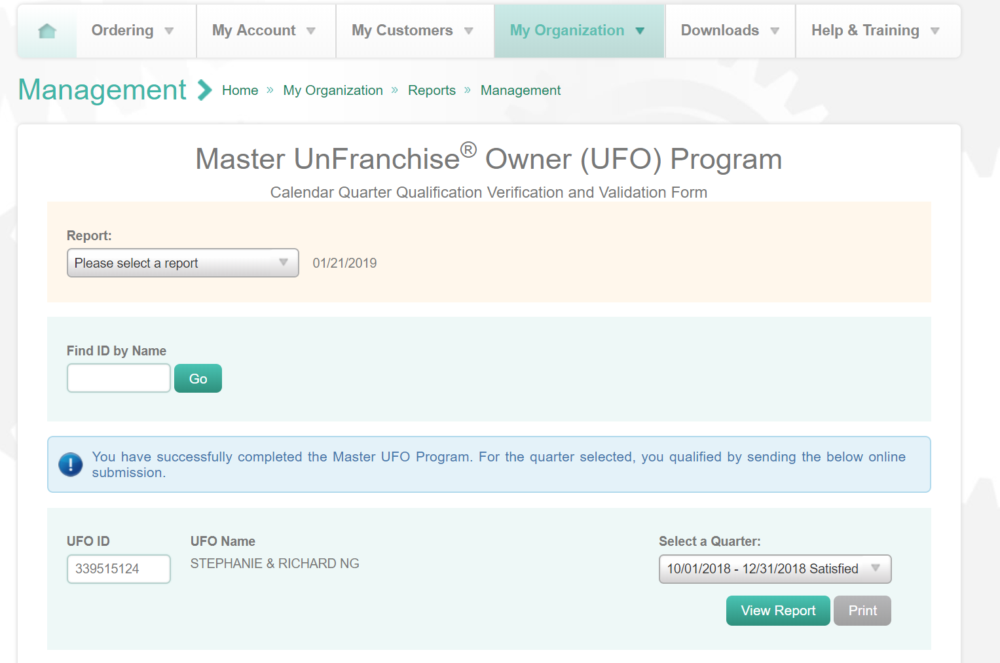 Ordering
My Account
My Customers
My Organization
Downloads
Help & Training
Management
Home » My Organization » Reports » Management
Master UnFranchise® Owner (UFO) Program
Calendar Quarter Qualification Verification and Validation Form
Report:
Please select a report
01/21/2019
Find ID by Name
Go
You have successfully completed the Master UFO Program. For the quarter selected, you qualified by sending the below online
submission.
UFO ID
UFO Name
Select a Quarter:
339515124
STEPHANIE & RICHARD NG
10/01/2018 - 12/31/2018 Satisfied
View Report
Print